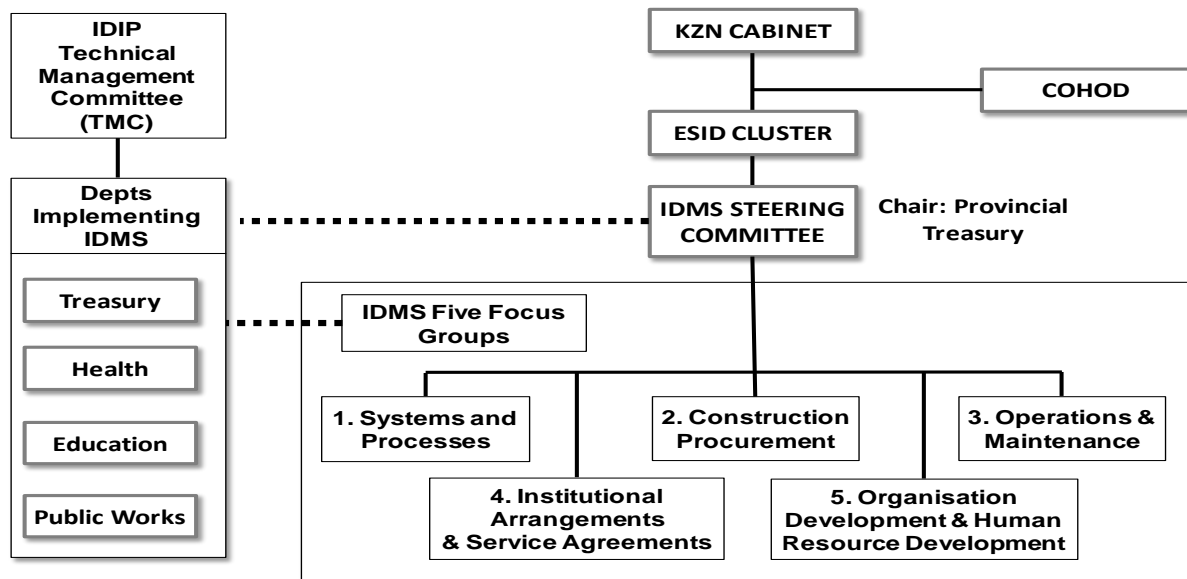 IDIP
Technical
Management
Committee
(TMC)
Depts
Implementing
IDMS
Treasury
Health
Education
Public Works
KZN CABINET
COHOD
ESID CLUSTER
IDMS STEERING
COMMITTEE
Chair: Provincial
Treasury
IDMS Five Focus
Groups
1. Systems and
Processes
2. Construction
Procurement
3. Operations &
Maintenance
4. Institutional
Arrangements
& Service Agreements
5. Organisation
Development & Human
Resource Development